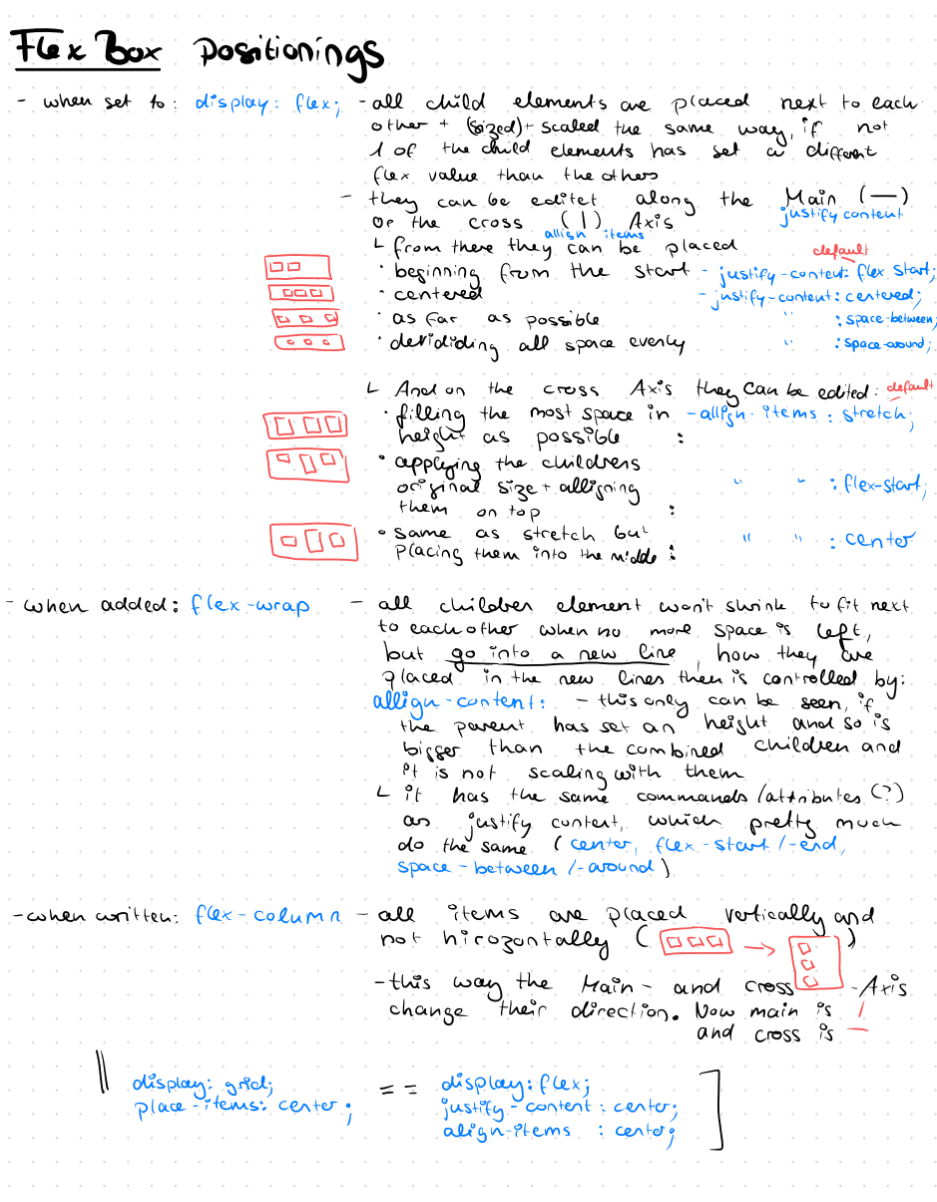 Flex Box Positionings
- when set to: display: flex; - all child elements are placed next to each
other + (sized) + scaled the same way, if not
1 of the child elements has set a different
flex value than the others
- they can be editet along the Main (—)
justify content
or the cross (|) Axis
allign items
└ from there they can be placed
default
· beginning from the start - justify-content: flex start;
· centered - justify-content: centered;
· as far as possible " : space-between;
· devididing all space evenly " : space-around;
└ And on the cross Axis they can be edited: default
· filling the most space in - allign-items : stretch;
height as possible :
· applying the childrens
original size + alligning " " : flex-start;
them on top :
· same as stretch but " " : center
placing them into the middle :
- when added: flex-wrap - all children element won't shrink to fit next
to each other when no more space is left,
but go into a new line, how they are
placed in the new lines then is controlled by:
allign-content: - this only can be seen, if
the parent has set an height and so is
bigger than the combined children and
it is not scaling with them
└ it has the same commands/attributes (?)
as justify content, which pretty much
do the same (center, flex-start/-end,
space-between/-around)
- when written: flex-column - all items are placed vertically and
not hirozontally ( → )
- this way the Main- and cross -Axis
change their direction. Now main is |
and cross is —
display: grid; == display: flex;
place-items: center; justify-content: center;
align-items : center;